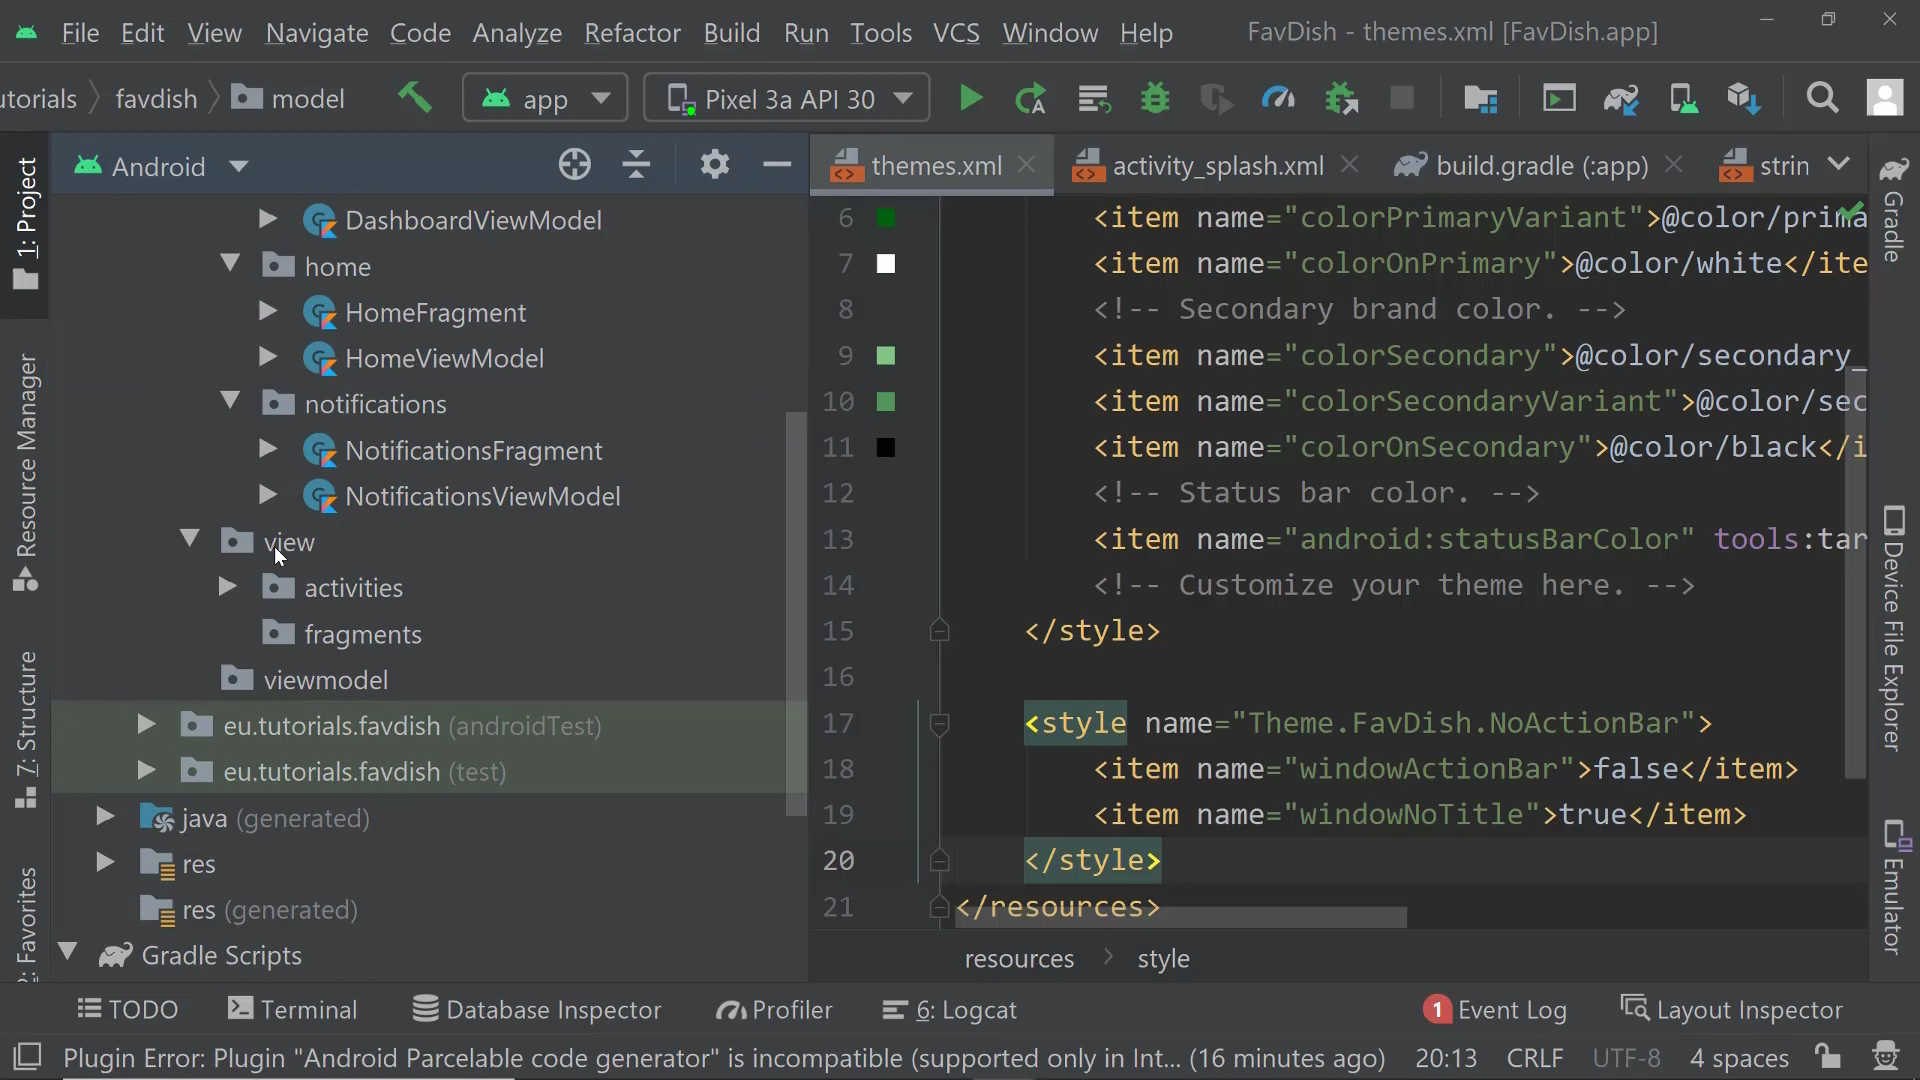 File Edit View Navigate Code Analyze Refactor Build Run Tools VCS Window Help FavDish - themes.xml [FavDish.app]
utorials favdish model app Pixel 3a API 30
Android
themes.xml activity_splash.xml build.gradle (:app) strin
1: Project
Resource Manager
Z: Structure
Favorites
DashboardViewModel
home
HomeFragment
HomeViewModel
notifications
NotificationsFragment
NotificationsViewModel
view
activities
fragments
viewmodel
eu.tutorials.favdish (androidTest)
eu.tutorials.favdish (test)
java (generated)
res
res (generated)
Gradle Scripts
6 <item name="colorPrimaryVariant">@color/prima
7 <item name="colorOnPrimary">@color/white</ite
8 <!-- Secondary brand color. -->
9 <item name="colorSecondary">@color/secondary_
10 <item name="colorSecondaryVariant">@color/sec
11 <item name="colorOnSecondary">@color/black</i
12 <!-- Status bar color. -->
13 <item name="android:statusBarColor" tools:tar
14 <!-- Customize your theme here. -->
15 </style>
16
17 <style name="Theme.FavDish.NoActionBar">
18 <item name="windowActionBar">false</item>
19 <item name="windowNoTitle">true</item>
20 </style>
21 </resources>
resources style
Gradle
Device File Explorer
Emulator
TODO Terminal Database Inspector Profiler 6: Logcat 1 Event Log Layout Inspector
Plugin Error: Plugin "Android Parcelable code generator" is incompatible (supported only in Int... (16 minutes ago) 20:13 CRLF UTF-8 4 spaces